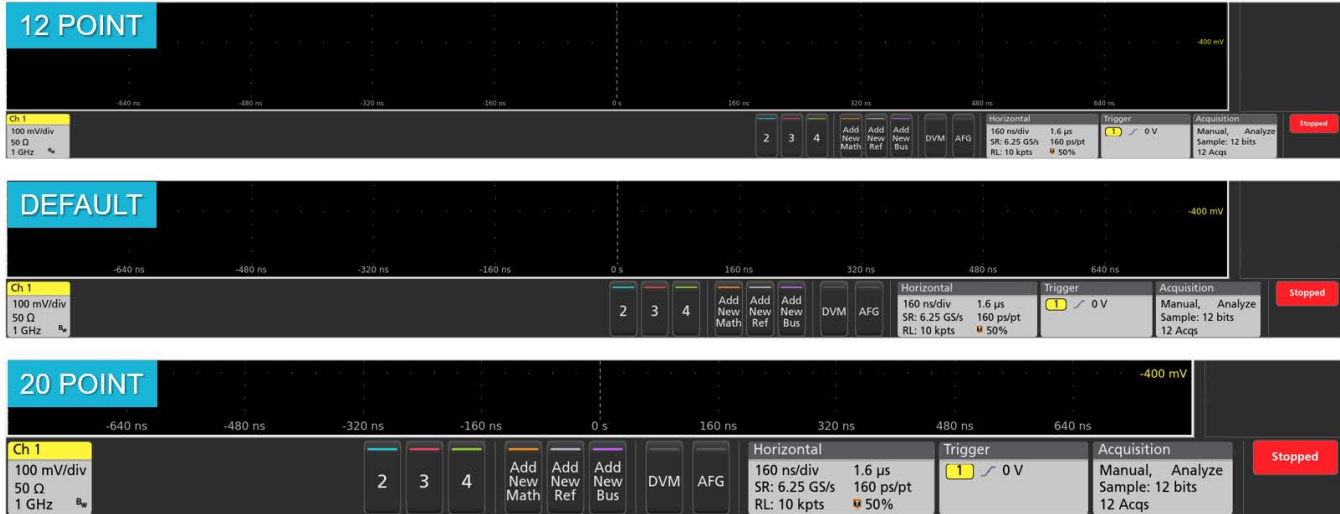 12 POINT
-400 mV
-640 ns -480 ns -320 ns -160 ns 0 s 160 ns 320 ns 480 ns 640 ns
Ch 1
100 mV/div
50 Ω
1 GHz Bw
2 3 4
Add New Math
Add New Ref
Add New Bus
DVM AFG
Horizontal
160 ns/div 1.6 µs
SR: 6.25 GS/s 160 ps/pt
RL: 10 kpts 50%
Trigger
1 0 V
Acquisition
Manual, Analyze
Sample: 12 bits
12 Acqs
Stopped
DEFAULT
-400 mV
-640 ns -480 ns -320 ns -160 ns 0 s 160 ns 320 ns 480 ns 640 ns
Ch 1
100 mV/div
50 Ω
1 GHz Bw
2 3 4
Add New Math
Add New Ref
Add New Bus
DVM AFG
Horizontal
160 ns/div 1.6 µs
SR: 6.25 GS/s 160 ps/pt
RL: 10 kpts 50%
Trigger
1 0 V
Acquisition
Manual, Analyze
Sample: 12 bits
12 Acqs
Stopped
20 POINT
-400 mV
-640 ns -480 ns -320 ns -160 ns 0 s 160 ns 320 ns 480 ns 640 ns
Ch 1
100 mV/div
50 Ω
1 GHz Bw
2 3 4
Add New Math
Add New Ref
Add New Bus
DVM AFG
Horizontal
160 ns/div 1.6 µs
SR: 6.25 GS/s 160 ps/pt
RL: 10 kpts 50%
Trigger
1 0 V
Acquisition
Manual, Analyze
Sample: 12 bits
12 Acqs
Stopped